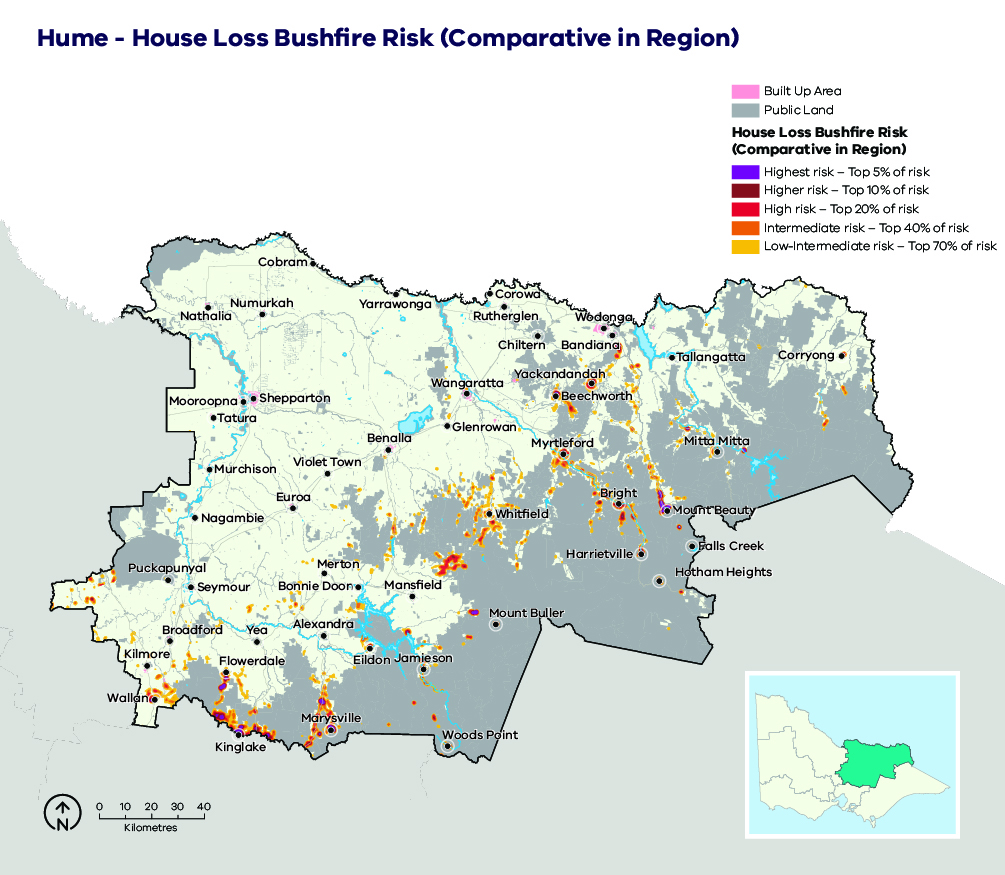 Hume - House Loss Bushfire Risk (Comparative in Region)
Built Up Area
Public Land
House Loss Bushfire Risk
(Comparative in Region)
Highest risk – Top 5% of risk
Higher risk – Top 10% of risk
High risk – Top 20% of risk
Intermediate risk – Top 40% of risk
Low-Intermediate risk – Top 70% of risk
Cobram
Numurkah
Nathalia
Yarrawonga
Corowa
Rutherglen
Wodonga
Chiltern
Bandiana
Tallangatta
Corryong
Yackandandah
Wangaratta
Beechworth
Mooroopna
Shepparton
Tatura
Glenrowan
Benalla
Myrtleford
Mitta Mitta
Murchison
Violet Town
Euroa
Bright
Whitfield
Mount Beauty
Nagambie
Harrietville
Falls Creek
Puckapunyal
Merton
Hotham Heights
Seymour
Bonnie Doon
Mansfield
Mount Buller
Broadford
Yea
Alexandra
Kilmore
Flowerdale
Eildon
Jamieson
Wallan
Marysville
Kinglake
Woods Point
N
0 10 20 30 40
Kilometres